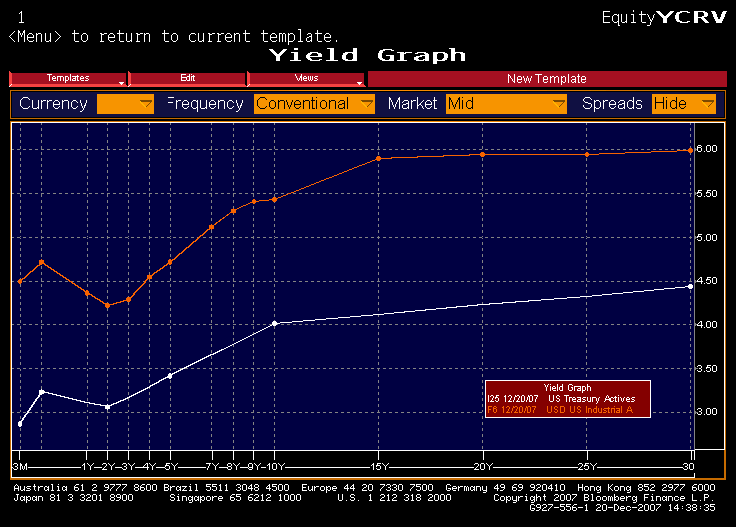 1 EquityYCRV
<Menu> to return to current template.
Yield Graph
Templates Edit Views New Template
Currency Frequency Conventional Market Mid Spreads Hide
6.00
5.50
5.00
4.50
4.00
3.50
Yield Graph
I25 12/20/07 US Treasury Actives
F6 12/20/07 USD US Industrial A
3.00
3M 1Y 2Y 3Y 4Y 5Y 7Y 8Y 9Y 10Y 15Y 20Y 25Y 30
Australia 61 2 9777 8600 Brazil 5511 3048 4500 Europe 44 20 7330 7500 Germany 49 69 920410 Hong Kong 852 2977 6000
Japan 81 3 3201 8900 Singapore 65 6212 1000 U.S. 1 212 318 2000 Copyright 2007 Bloomberg Finance L.P.
G927-556-1 20-Dec-2007 14:38:35